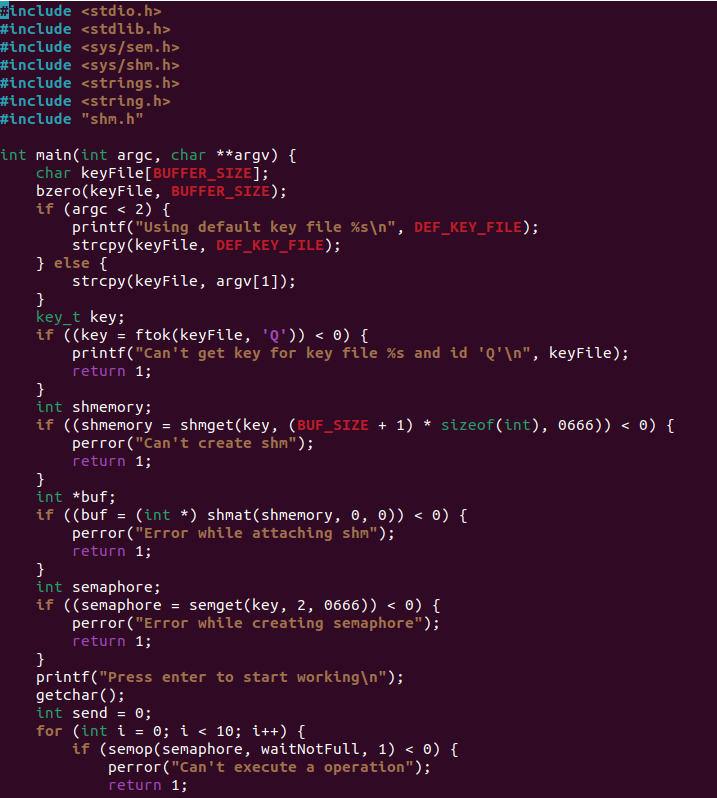 #include <stdio.h>
#include <stdlib.h>
#include <sys/sem.h>
#include <sys/shm.h>
#include <strings.h>
#include <string.h>
#include "shm.h"

int main(int argc, char **argv) {
    char keyFile[BUFFER_SIZE];
    bzero(keyFile, BUFFER_SIZE);
    if (argc < 2) {
        printf("Using default key file %s\n", DEF_KEY_FILE);
        strcpy(keyFile, DEF_KEY_FILE);
    } else {
        strcpy(keyFile, argv[1]);
    }
    key_t key;
    if ((key = ftok(keyFile, 'Q')) < 0) {
        printf("Can't get key for key file %s and id 'Q'\n", keyFile);
        return 1;
    }
    int shmemory;
    if ((shmemory = shmget(key, (BUF_SIZE + 1) * sizeof(int), 0666)) < 0) {
        perror("Can't create shm");
        return 1;
    }
    int *buf;
    if ((buf = (int *) shmat(shmemory, 0, 0)) < 0) {
        perror("Error while attaching shm");
        return 1;
    }
    int semaphore;
    if ((semaphore = semget(key, 2, 0666)) < 0) {
        perror("Error while creating semaphore");
        return 1;
    }
    printf("Press enter to start working\n");
    getchar();
    int send = 0;
    for (int i = 0; i < 10; i++) {
        if (semop(semaphore, waitNotFull, 1) < 0) {
            perror("Can't execute a operation");
            return 1;